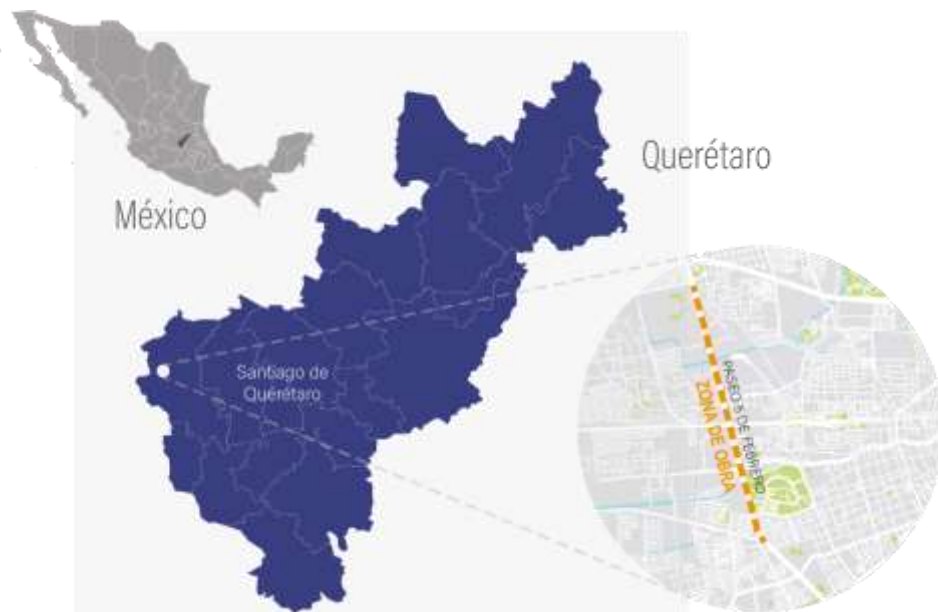 México
Querétaro
Santiago de
Querétaro
PASEO 5 DE FEBRERO
ZONA DE OBRA